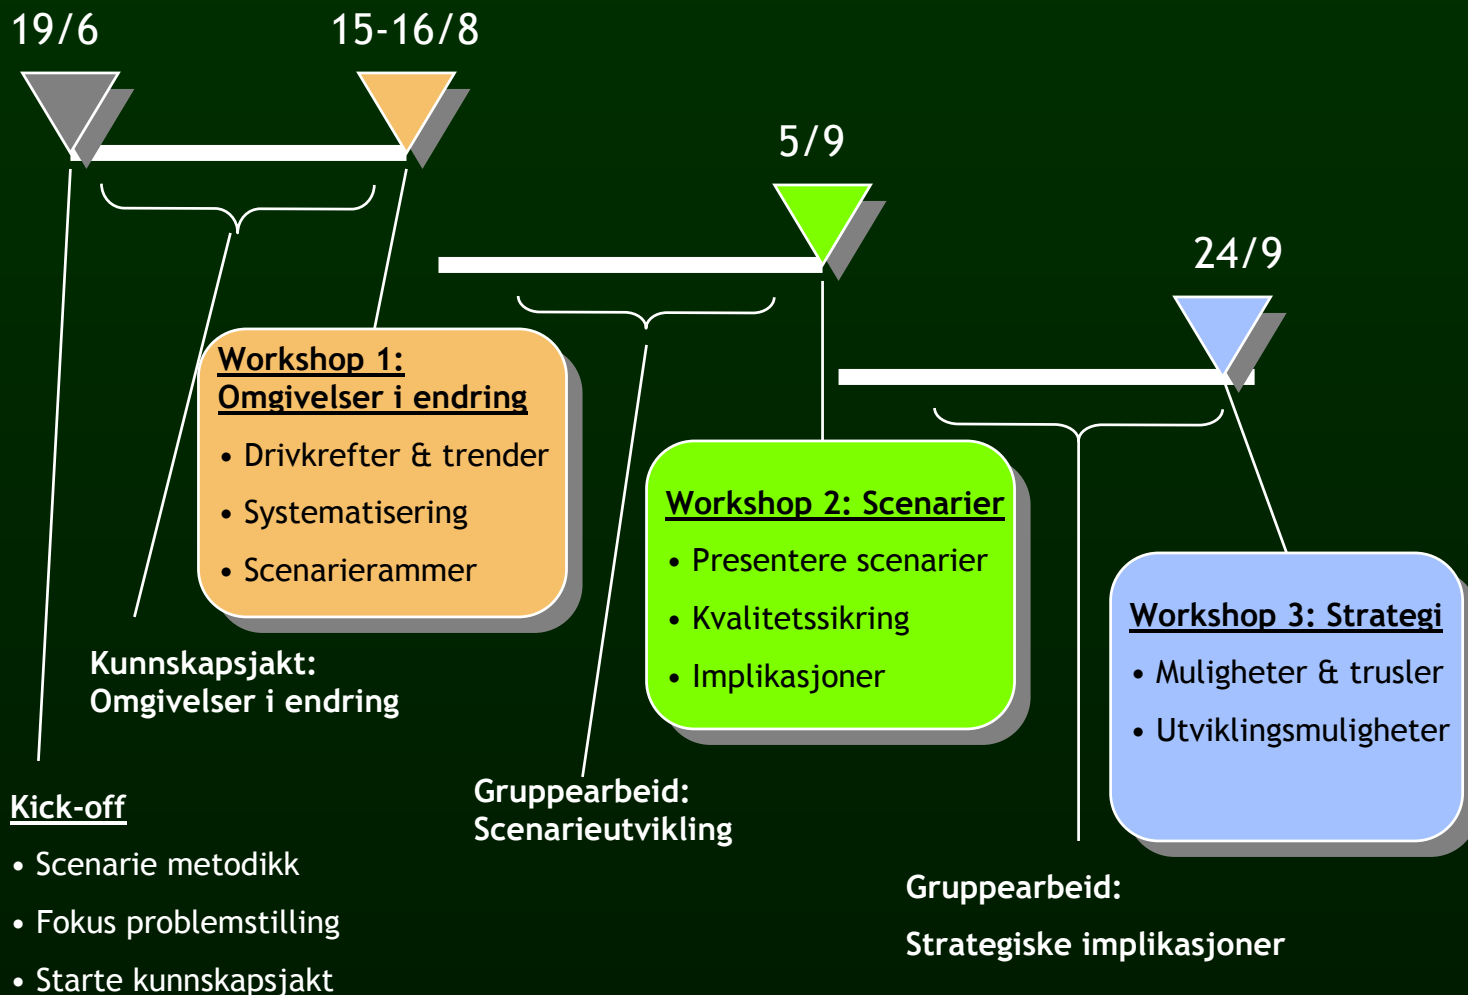 19/6
15-16/8
5/9
24/9
Workshop 1:
Omgivelser i endring
• Drivkrefter & trender
• Systematisering
• Scenarierammer
Kunnskapsjakt:
Omgivelser i endring
Workshop 2: Scenarier
• Presentere scenarier
• Kvalitetssikring
• Implikasjoner
Workshop 3: Strategi
• Muligheter & trusler
• Utviklingsmuligheter
Kick-off
• Scenarie metodikk
• Fokus problemstilling
• Starte kunnskapsjakt
Gruppearbeid:
Scenarieutvikling
Gruppearbeid:
Strategiske implikasjoner